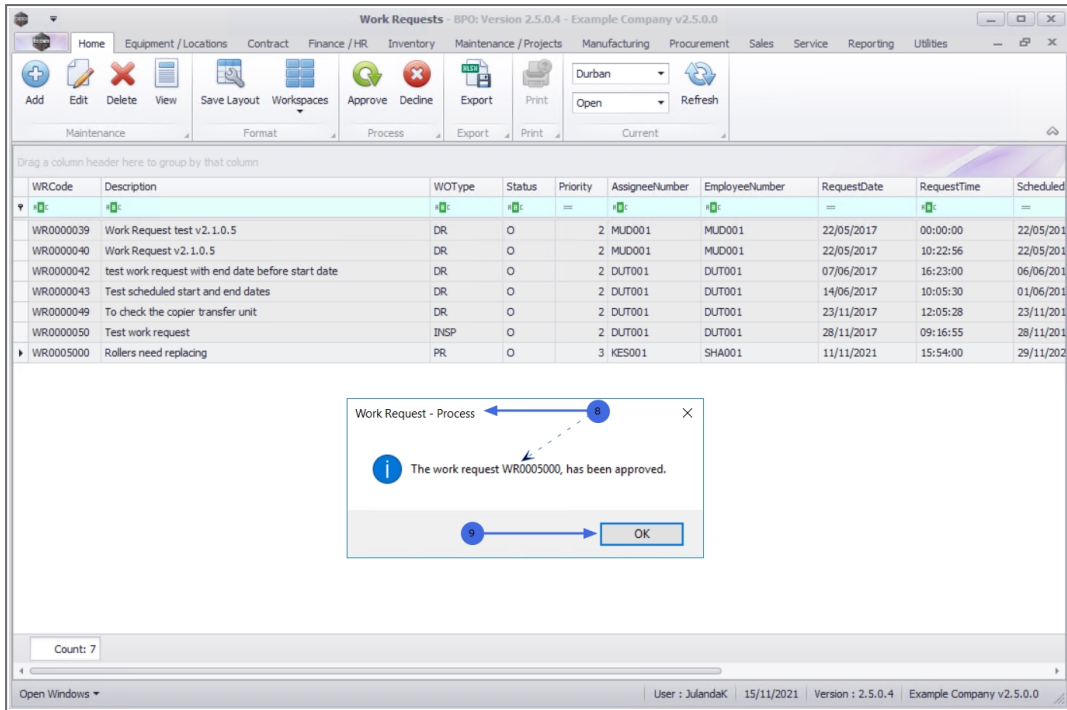 Work Requests - BPO: Version 2.5.0.4 - Example Company v2.5.0.0
Home Equipment / Locations Contract Finance / HR Inventory Maintenance / Projects Manufacturing Procurement Sales Service Reporting Utilities
Add Edit Delete View Save Layout Workspaces Approve Decline Export Print Durban Open Refresh
Maintenance Format Process Export Print Current
Drag a column header here to group by that column
WRCode Description WOType Status Priority AssigneeNumber EmployeeNumber RequestDate RequestTime Scheduled
WR0000039 Work Request test v2.1.0.5 DR O 2 MUD001 MUD001 22/05/2017 00:00:00 22/05/201
WR0000040 Work Request v2.1.0.5 DR O 2 MUD001 MUD001 22/05/2017 10:22:56 22/05/201
WR0000042 test work request with end date before start date DR O 2 DUT001 DUT001 07/06/2017 16:23:00 06/06/201
WR0000043 Test scheduled start and end dates DR O 2 DUT001 DUT001 14/06/2017 10:05:30 01/06/201
WR0000049 To check the copier transfer unit DR O 2 DUT001 DUT001 23/11/2017 12:05:28 23/11/201
WR0000050 Test work request INSP O 2 DUT001 DUT001 28/11/2017 09:16:55 28/11/201
WR0005000 Rollers need replacing PR O 3 KES001 SHA001 11/11/2021 15:54:00 29/11/202
Work Request - Process 8
The work request WR0005000, has been approved.
9 OK
Count: 7
Open Windows User : JulandaK 15/11/2021 Version : 2.5.0.4 Example Company v2.5.0.0